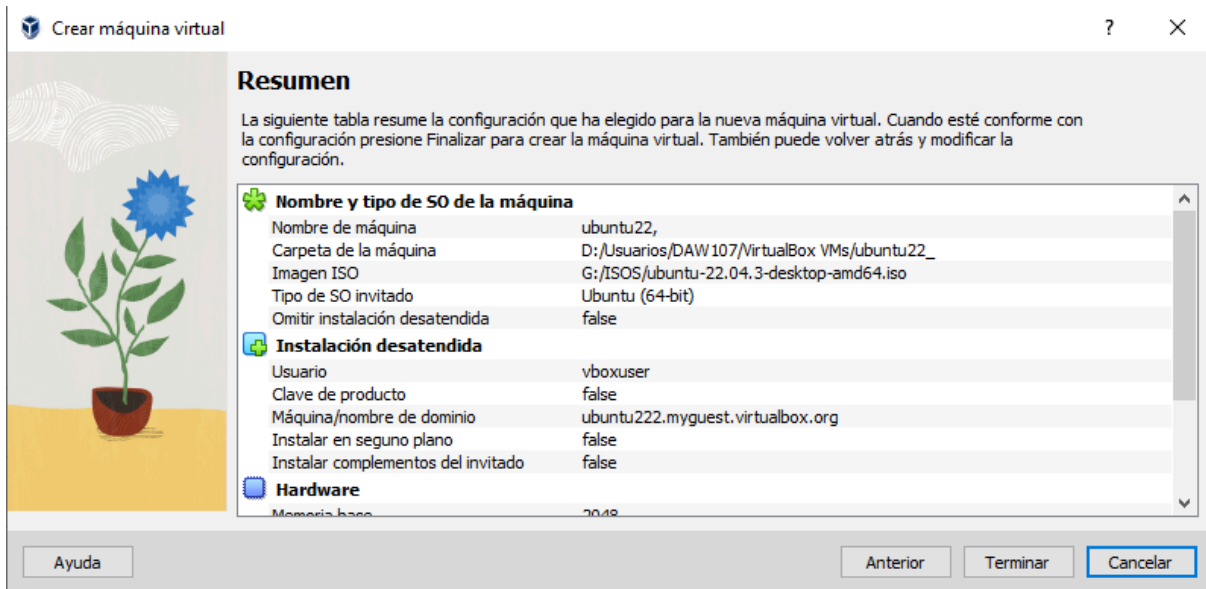 Crear máquina virtual
?
Resumen
La siguiente tabla resume la configuración que ha elegido para la nueva máquina virtual. Cuando esté conforme con
la configuración presione Finalizar para crear la máquina virtual. También puede volver atrás y modificar la
configuración.
Nombre y tipo de SO de la máquina
Nombre de máquina ubuntu22,
Carpeta de la máquina D:/Usuarios/DAW107/VirtualBox VMs/ubuntu22_
Imagen ISO G:/ISOS/ubuntu-22.04.3-desktop-amd64.iso
Tipo de SO invitado Ubuntu (64-bit)
Omitir instalación desatendida false
Instalación desatendida
Usuario vboxuser
Clave de producto false
Máquina/nombre de dominio ubuntu222.myguest.virtualbox.org
Instalar en seguno plano false
Instalar complementos del invitado false
Hardware
Memoria base 2048
Ayuda Anterior Terminar Cancelar